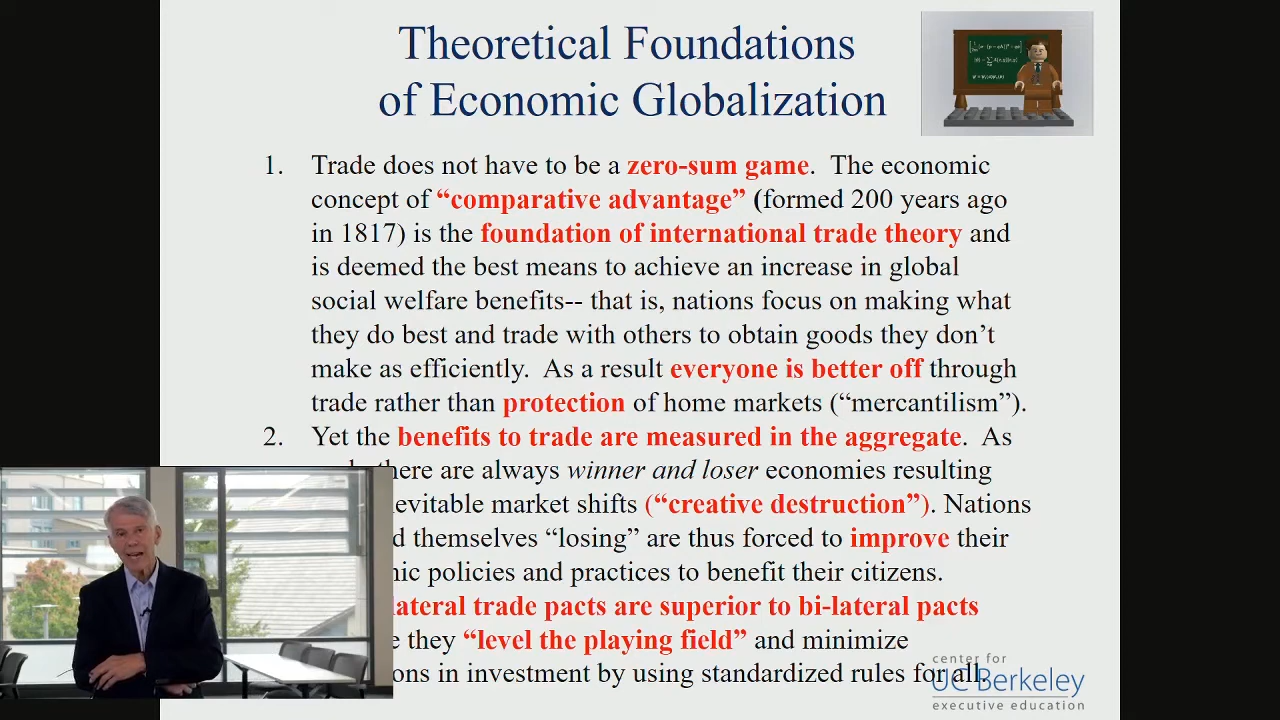 Theoretical Foundations
of Economic Globalization
1. Trade does not have to be a zero-sum game. The economic
concept of “comparative advantage” (formed 200 years ago
in 1817) is the foundation of international trade theory and
is deemed the best means to achieve an increase in global
social welfare benefits-- that is, nations focus on making what
they do best and trade with others to obtain goods they don’t
make as efficiently. As a result everyone is better off through
trade rather than protection of home markets (“mercantilism”).
2. Yet the benefits to trade are measured in the aggregate. As
there are always winner and loser economies resulting
evitable market shifts (“creative destruction”). Nations
themselves “losing” are thus forced to improve their
policies and practices to benefit their citizens.
lateral trade pacts are superior to bi-lateral pacts
they “level the playing field” and minimize
in investment by using standardized rules for all.
center for
UC Berkeley
executive education